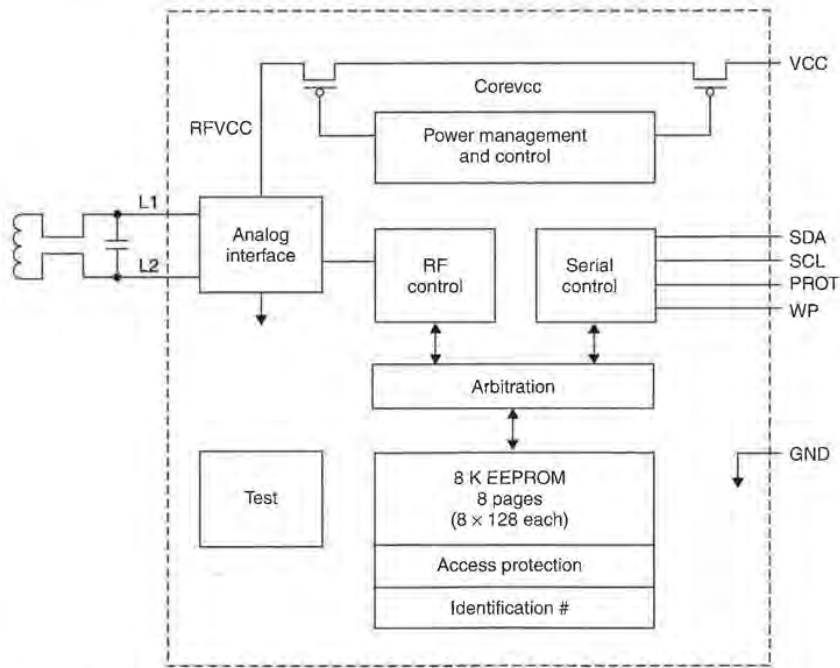 VCC
Corevcc
RFVCC
Power management
and control
L1
Analog
interface
L2
RF
control
Serial
control
SDA
SCL
PROT
WP
Arbitration
GND
Test
8 K EEPROM
8 pages
(8 × 128 each)
Access protection
Identification #